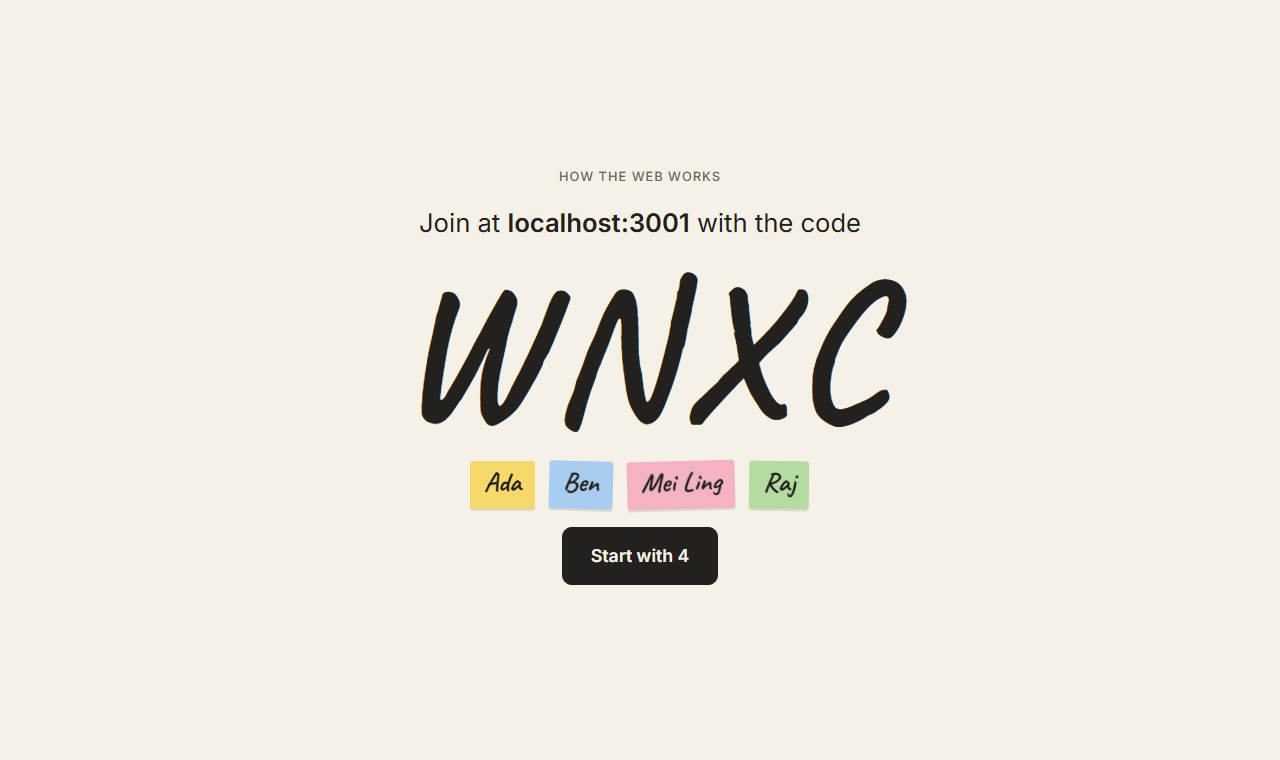 HOW THE WEB WORKS
Join at localhost:3001 with the code
WNXC
Ada Ben Mei Ling Raj
Start with 4